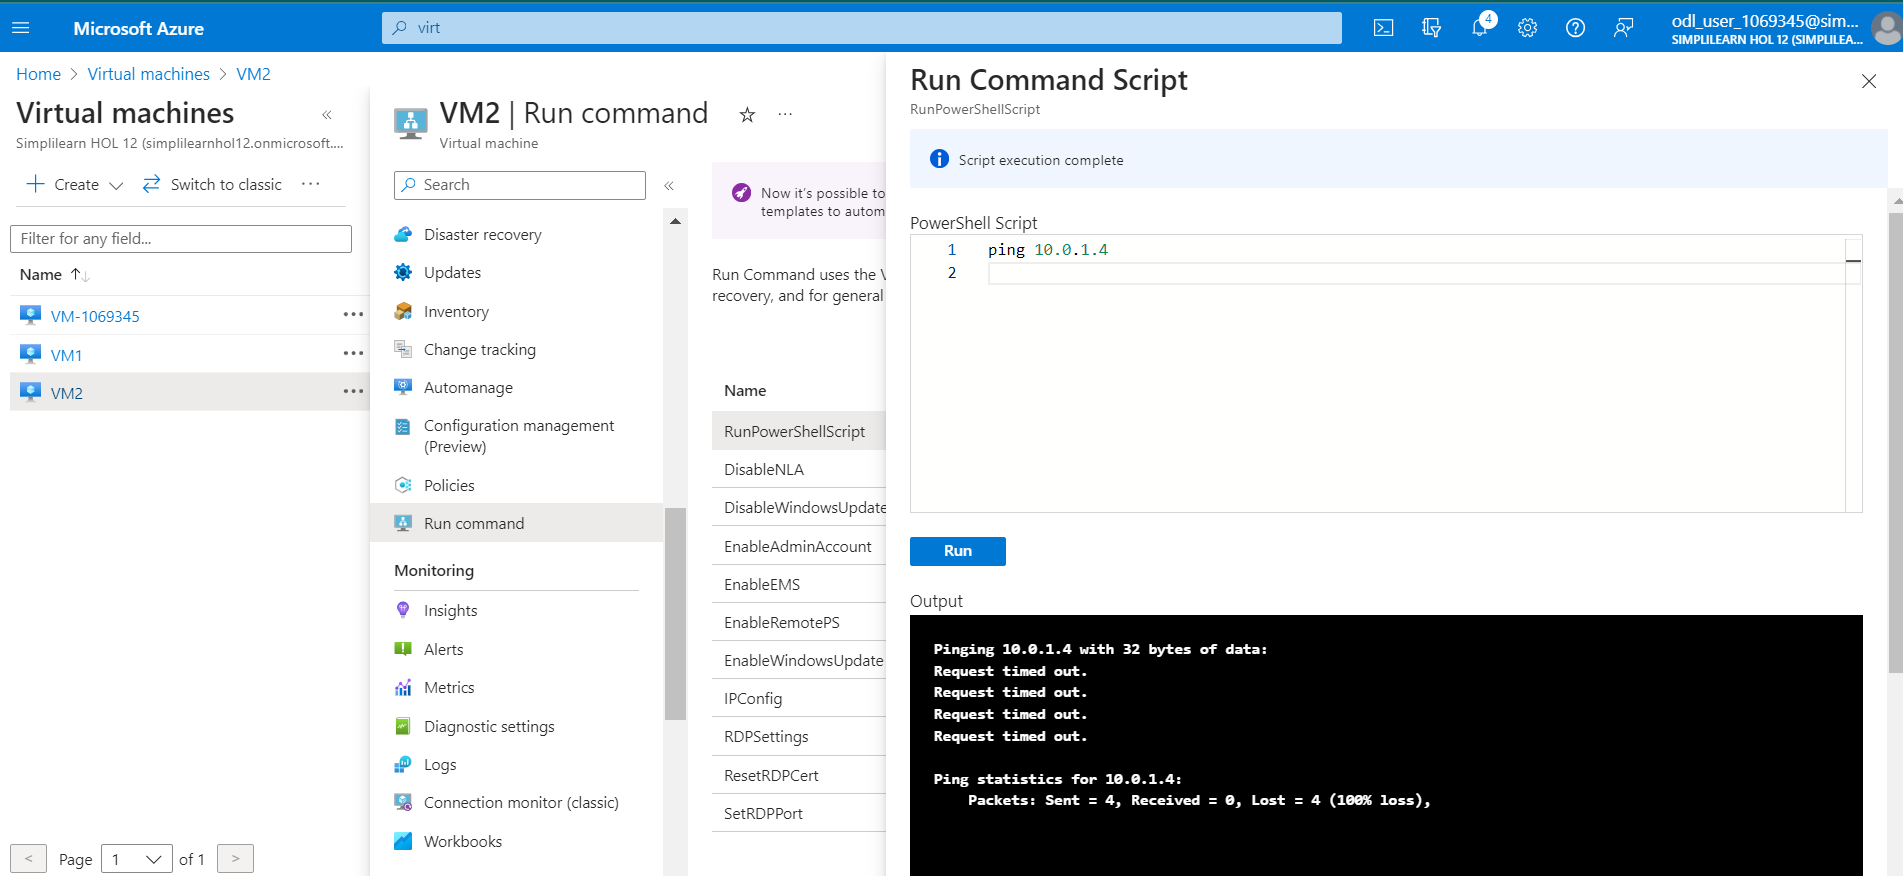 Microsoft Azure
virt
4
odl_user_1069345@sim...
SIMPLILEARN HOL 12 (SIMPLILEA...
Home > Virtual machines > VM2
Virtual machines
Simplilearn HOL 12 (simplilearnhol12.onmicrosoft....
Create
Switch to classic
Filter for any field...
Name
VM-1069345
VM1
VM2
Page 1 of 1
VM2 | Run command
Virtual machine
Search
Disaster recovery
Updates
Inventory
Change tracking
Automanage
Configuration management
(Preview)
Policies
Run command
Monitoring
Insights
Alerts
Metrics
Diagnostic settings
Logs
Connection monitor (classic)
Workbooks
Now it's possible to
templates to autom
Run Command uses the V
recovery, and for general
Name
RunPowerShellScript
DisableNLA
DisableWindowsUpdate
EnableAdminAccount
EnableEMS
EnableRemotePS
EnableWindowsUpdate
IPConfig
RDPSettings
ResetRDPCert
SetRDPPort
Run Command Script
RunPowerShellScript
Script execution complete
PowerShell Script
1 ping 10.0.1.4
2
Run
Output
Pinging 10.0.1.4 with 32 bytes of data:
Request timed out.
Request timed out.
Request timed out.
Request timed out.
Ping statistics for 10.0.1.4:
Packets: Sent = 4, Received = 0, Lost = 4 (100% loss),